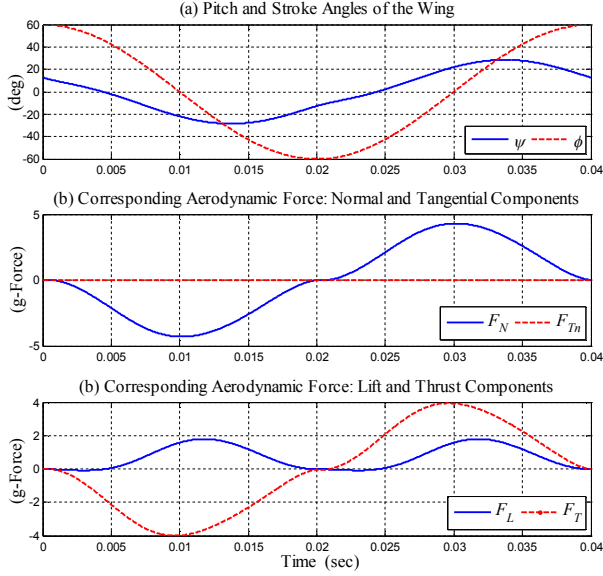 (a) Pitch and Stroke Angles of the Wing
(deg)
60
40
20
0
-20
-40
-60
ψ ϕ
0 0.005 0.01 0.015 0.02 0.025 0.03 0.035 0.04
(b) Corresponding Aerodynamic Force: Normal and Tangential Components
(g-Force)
5
0
-5
F_N F_Tn
0 0.005 0.01 0.015 0.02 0.025 0.03 0.035 0.04
(b) Corresponding Aerodynamic Force: Lift and Thrust Components
(g-Force)
4
2
0
-2
-4
F_L F_T
0 0.005 0.01 0.015 0.02 0.025 0.03 0.035 0.04
Time (sec)